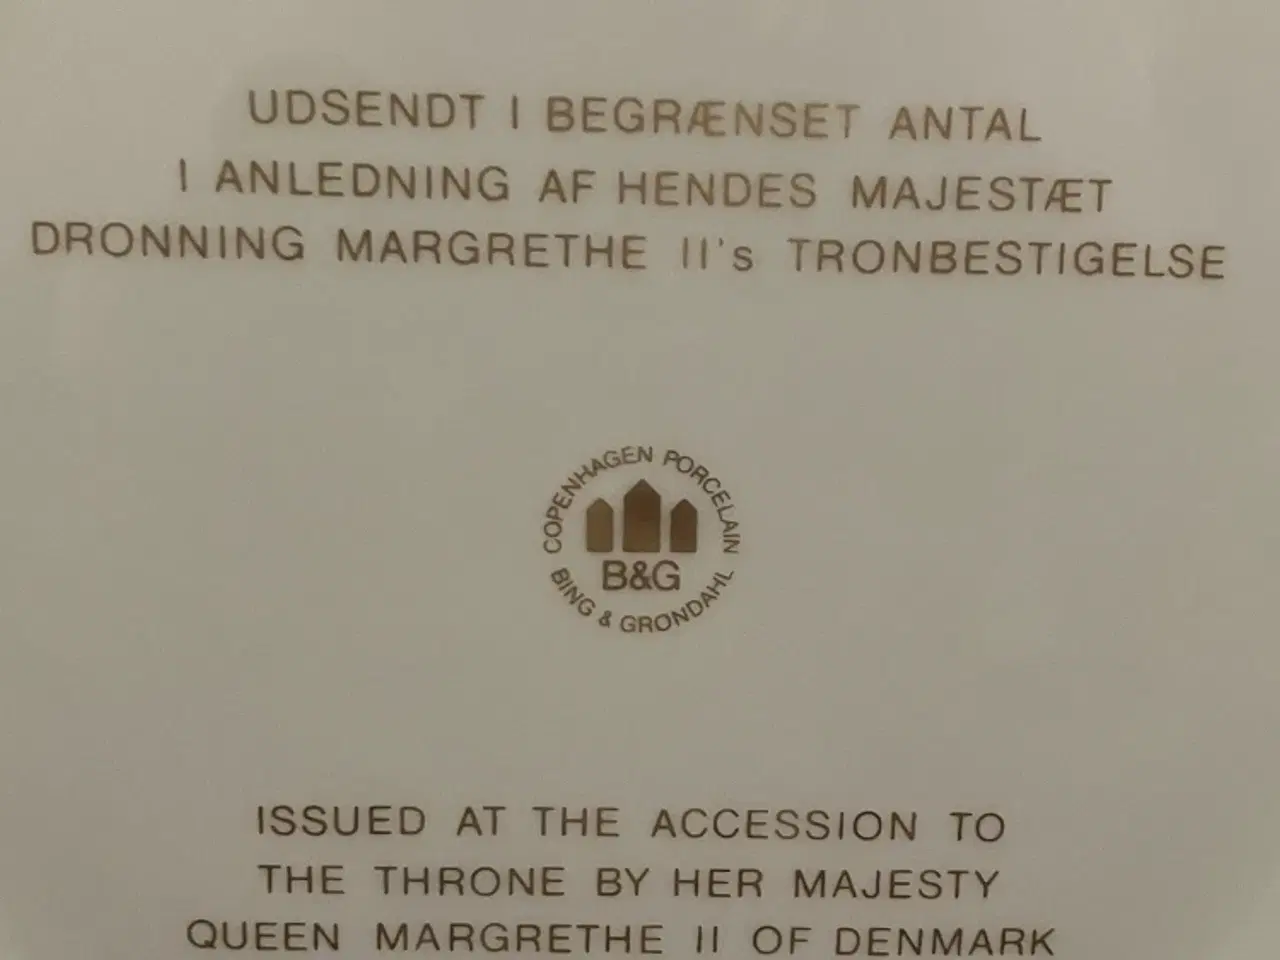 UDSENDT I BEGRÆNSET ANTAL
I ANLEDNING AF HENDES MAJESTÆT
DRONNING MARGRETHE II's TRONBESTIGELSE
COPENHAGEN PORCELAIN
B&G
BING & GRONDAHL
ISSUED AT THE ACCESSION TO
THE THRONE BY HER MAJESTY
QUEEN MARGRETHE II OF DENMARK